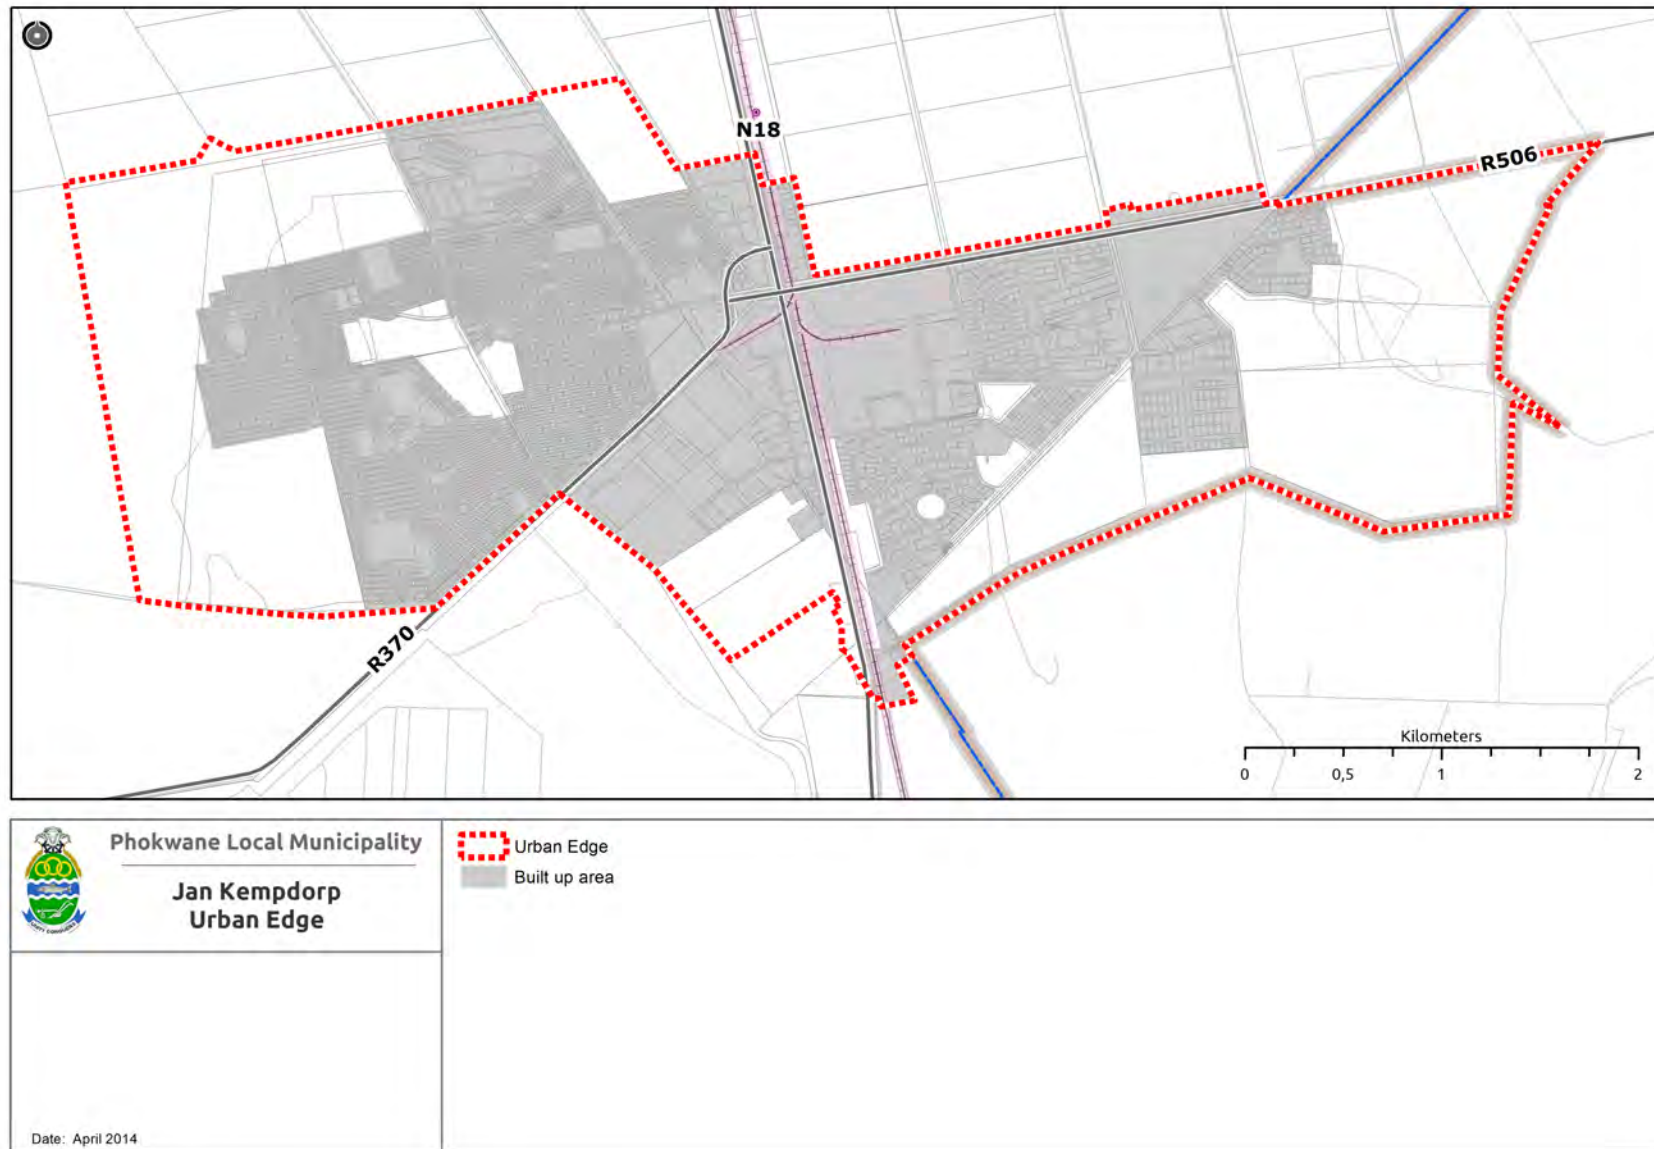 N18
R506
R370
Kilometers
0 0,5 1 2
Phokwane Local Municipality
Jan Kempdorp
Urban Edge
Urban Edge
Built up area
Date: April 2014